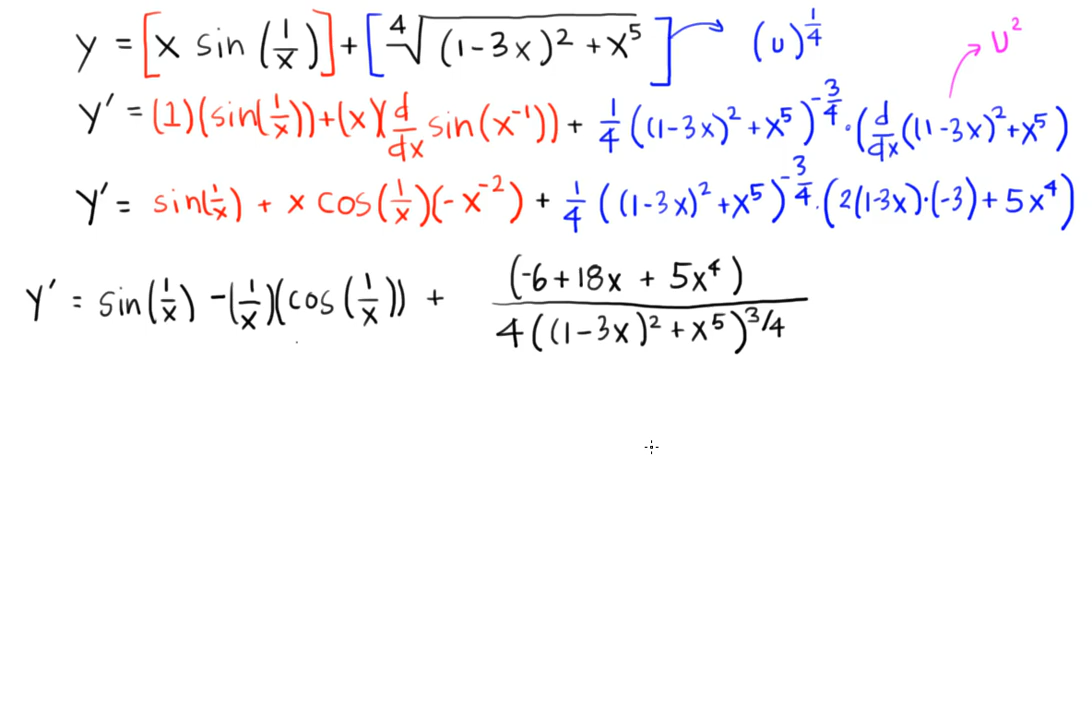 y = [x sin(1/x)] + [∜((1-3x)² + x⁵)] → (u)^(1/4)
u²
y' = (1)(sin(1/x)) + (x)(d/dx sin(x⁻¹)) + 1/4 ((1-3x)² + x⁵)^(-3/4) · (d/dx ((1-3x)² + x⁵)
y' = sin(1/x) + x cos(1/x)(-x⁻²) + 1/4 ((1-3x)² + x⁵)^(-3/4) · (2(1-3x)·(-3) + 5x⁴)
y' = sin(1/x) - (1/x)(cos(1/x)) + (-6 + 18x + 5x⁴) / 4((1-3x)² + x⁵)^(3/4)